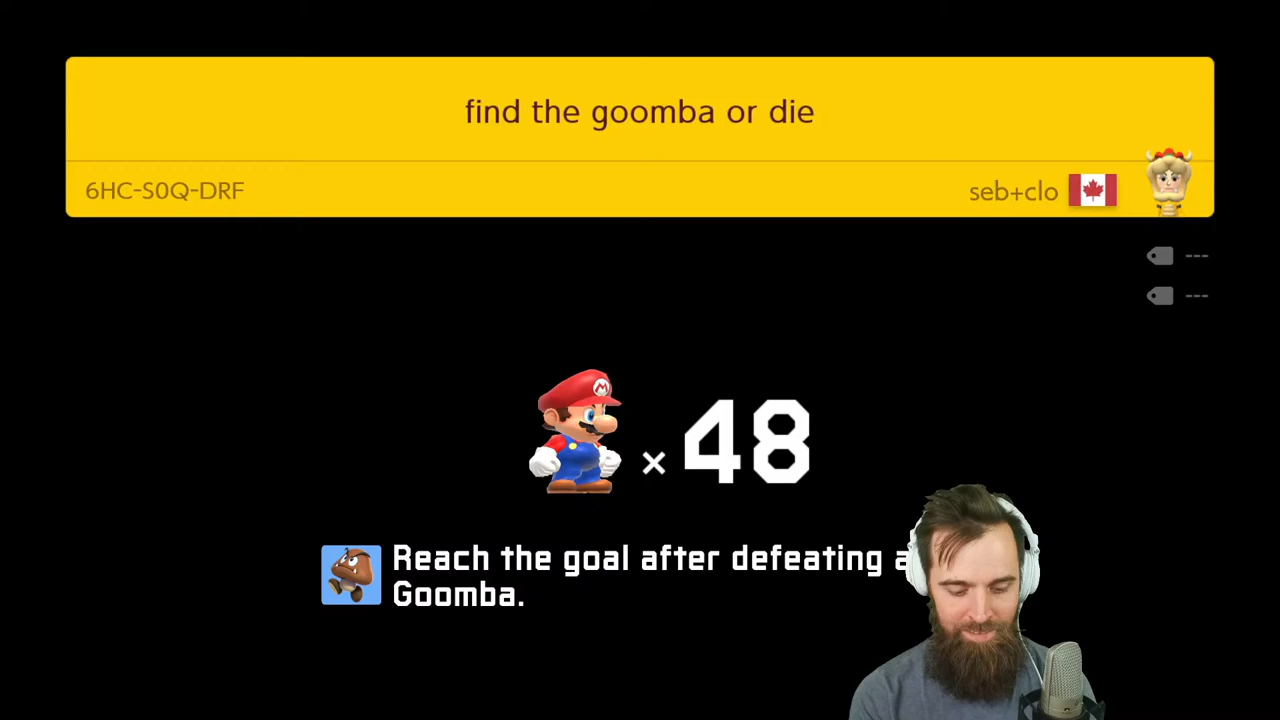 find the goomba or die
6HC-S0Q-DRF
seb+clo
---
---
× 48
Reach the goal after defeating a
Goomba.